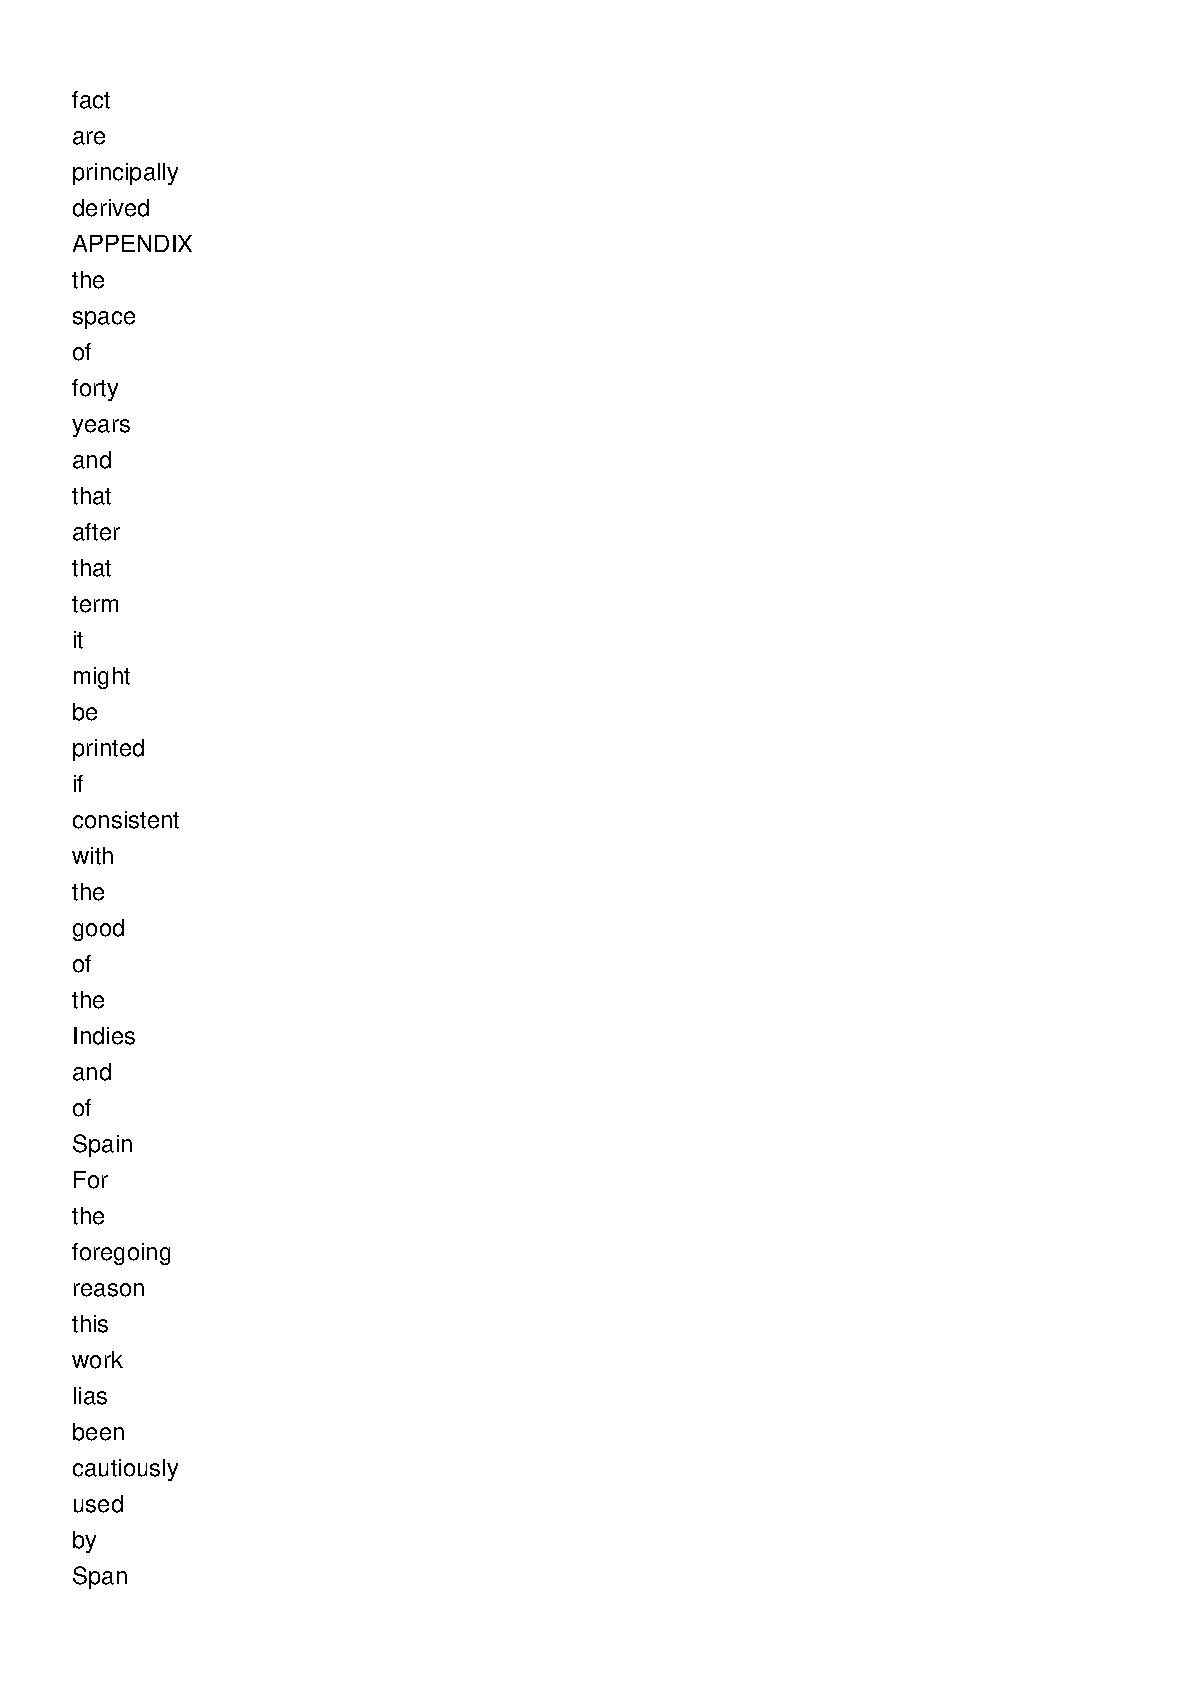 fact
are
principally
derived
APPENDIX
the
space
of
forty
years
and
that
after
that
term
it
might
be
printed
if
consistent
with
the
good
of
the
Indies
and
of
Spain
For
the
foregoing
reason
this
work
lias
been
cautiously
used
by
Span